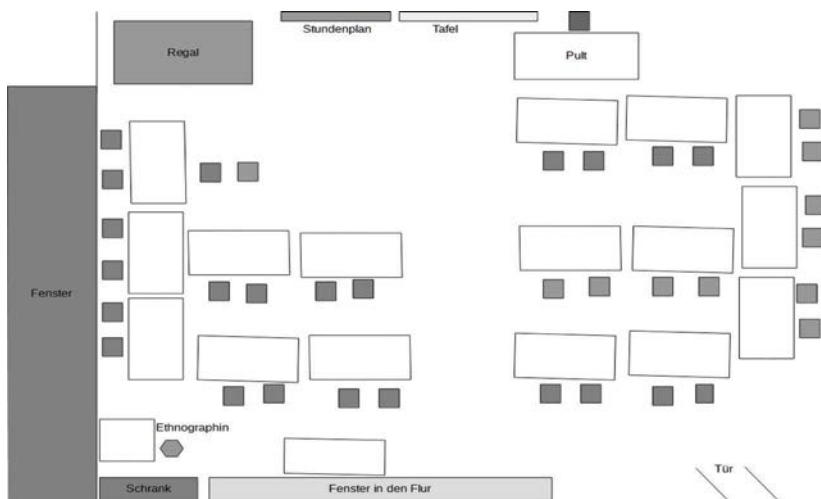 Stundenplan
Tafel
Regal
Pult
Fenster
Ethnographin
Tür
Schrank
Fenster in den Flur